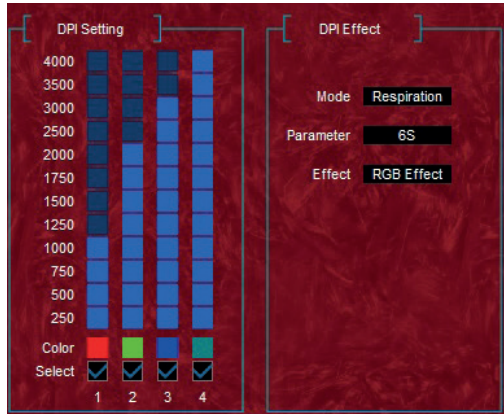 DPI Setting
4000
3500
3000
2500
2000
1750
1500
1250
1000
750
500
250
Color
Select
1 2 3 4
DPI Effect
Mode Respiration
Parameter 6S
Effect RGB Effect